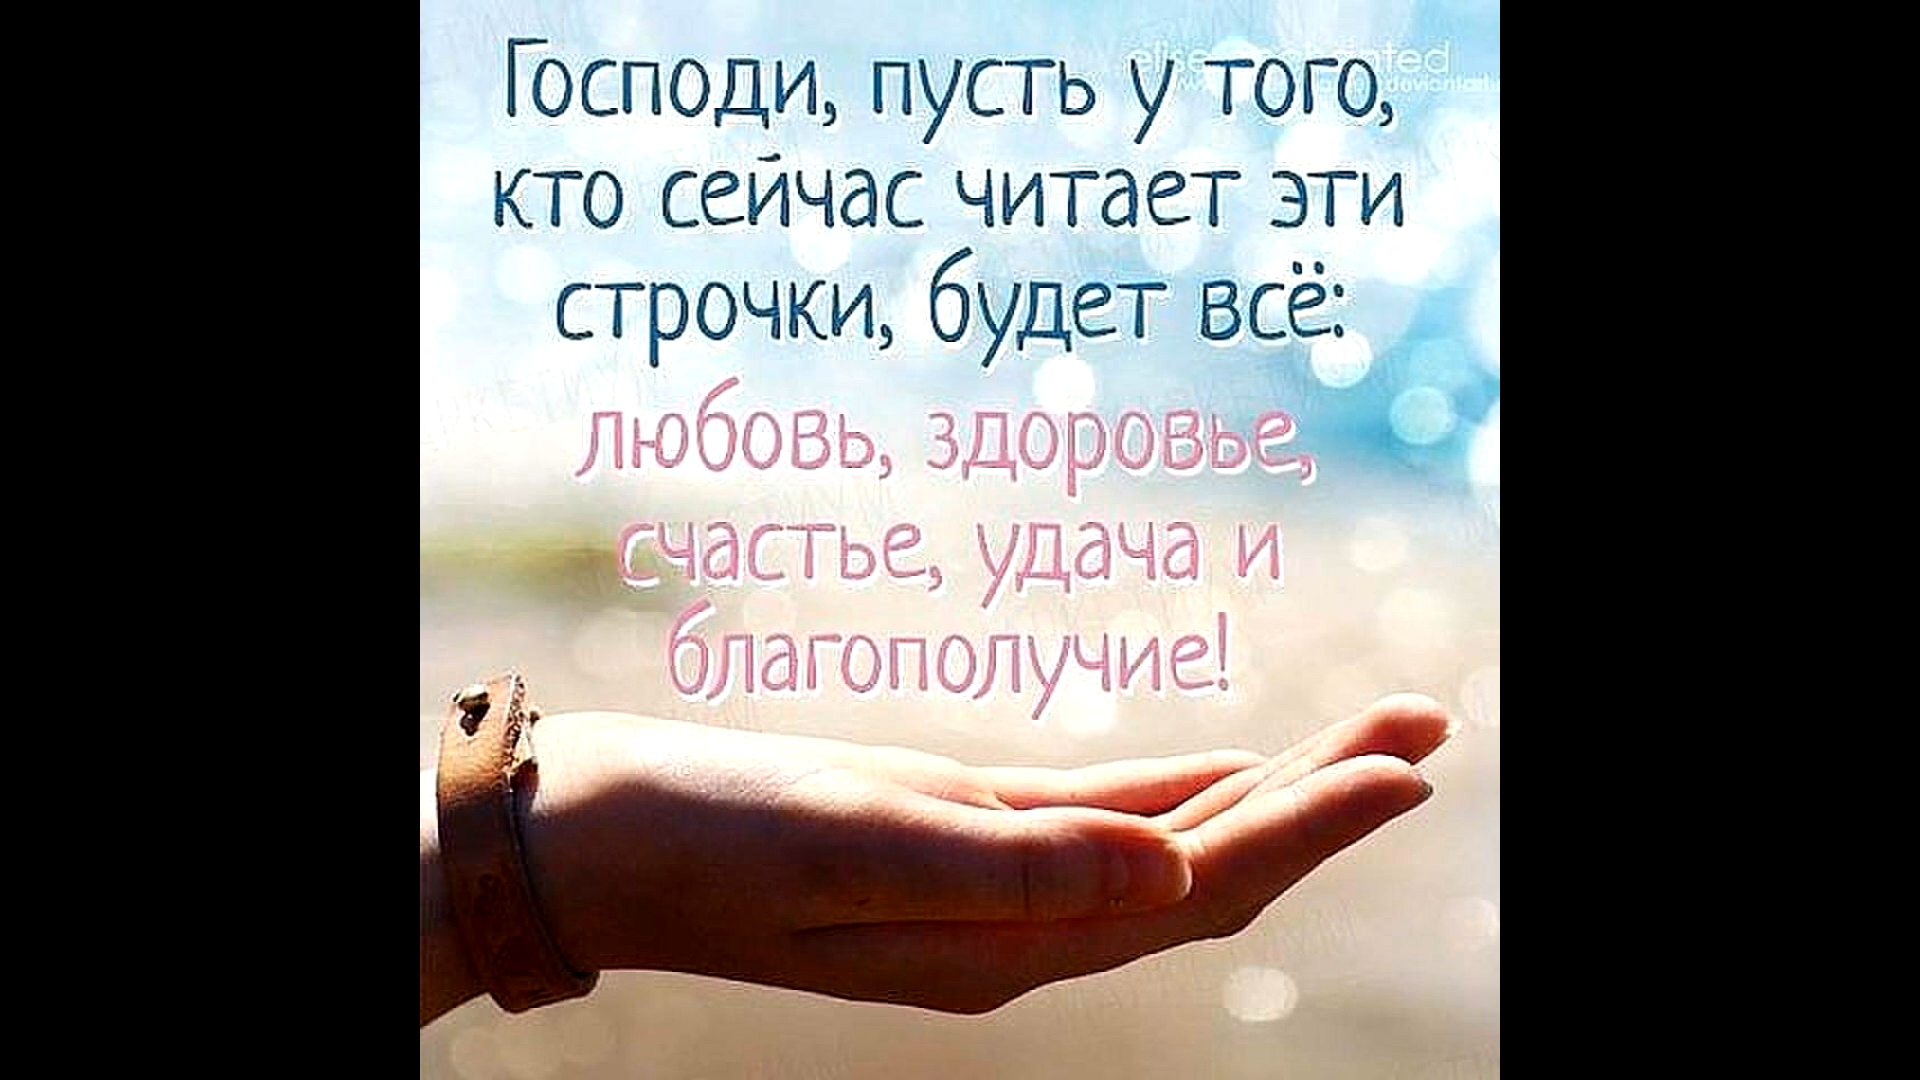 Господи, пусть у того,
кто сейчас читает эти
строчки, будет всё:
любовь, здоровье,
счастье, удача и
благополучие!